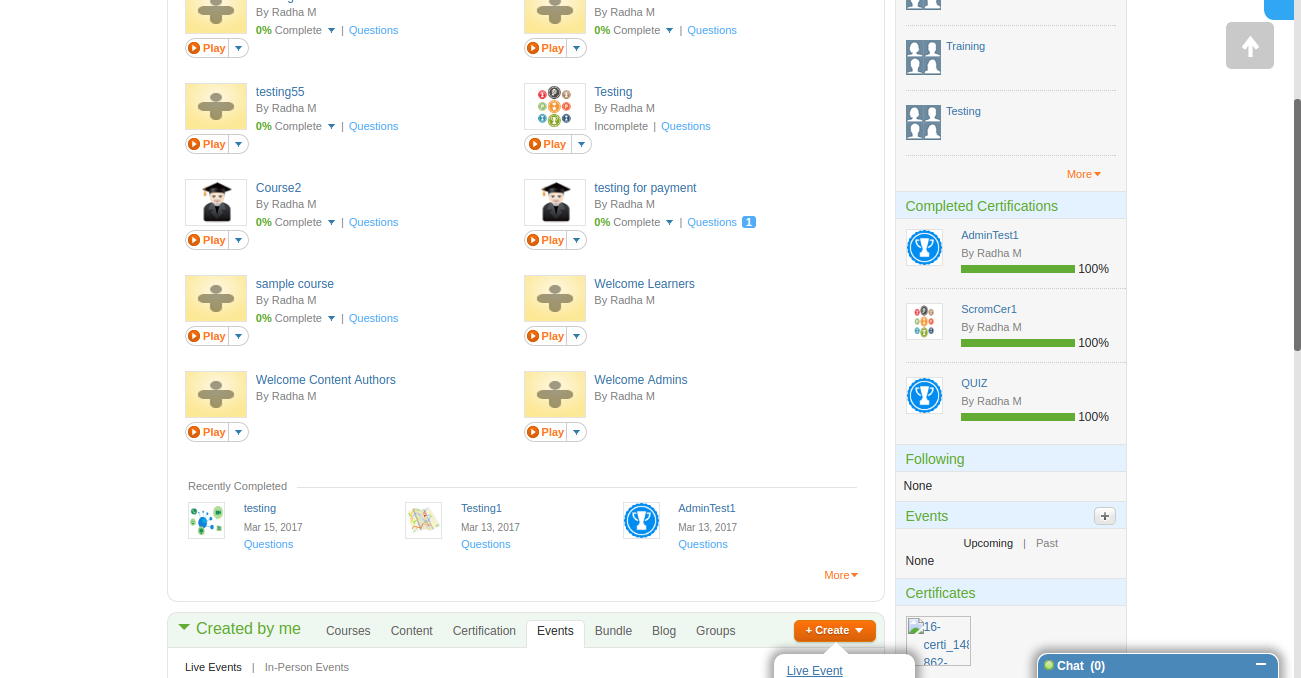 By Radha M
0% Complete | Questions
Play
By Radha M
0% Complete | Questions
Play
testing55
By Radha M
0% Complete | Questions
Play
Testing
By Radha M
Incomplete | Questions
Play
Course2
By Radha M
0% Complete | Questions
Play
testing for payment
By Radha M
0% Complete | Questions 1
Play
sample course
By Radha M
0% Complete | Questions
Play
Welcome Learners
By Radha M
Play
Welcome Content Authors
By Radha M
Play
Welcome Admins
By Radha M
Play
Recently Completed
testing
Mar 15, 2017
Questions
Testing1
Mar 13, 2017
Questions
AdminTest1
Mar 13, 2017
Questions
More
Created by me
Courses Content Certification Events Bundle Blog Groups
+ Create
Live Events | In-Person Events
Live Event
Training
Testing
More
Completed Certifications
AdminTest1
By Radha M
100%
ScromCer1
By Radha M
100%
QUIZ
By Radha M
100%
Following
None
Events +
Upcoming | Past
None
Certificates
16-
certi_148
862-
Chat (0)